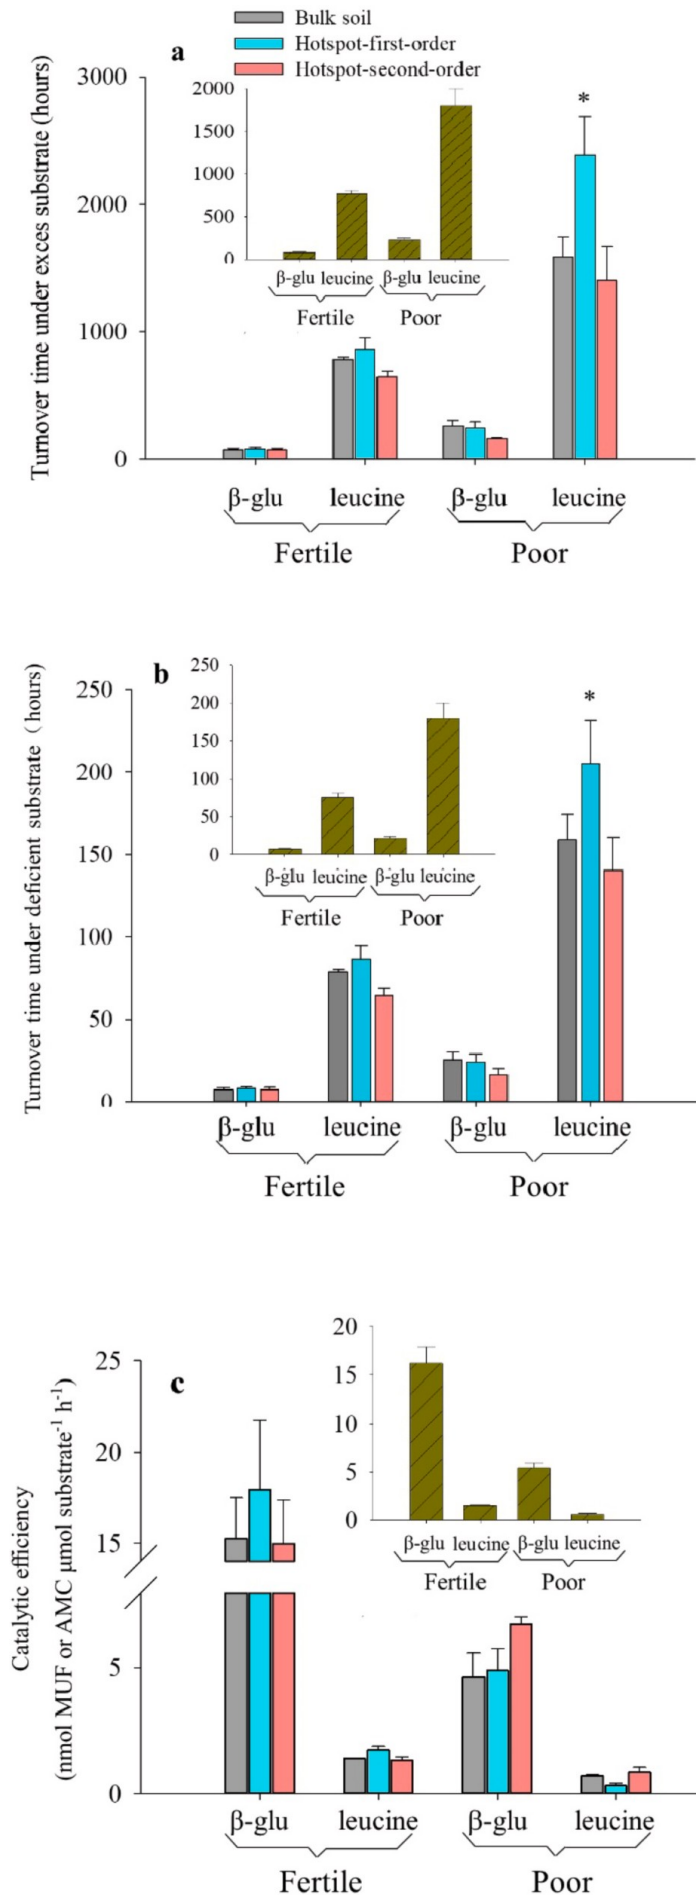 Bulk soil
Hotspot-first-order
Hotspot-second-order
a
Turnover time under exces substrate (hours)
3000
2000
1000
0
*
2000
1500
1000
500
0
β-glu leucine β-glu leucine
Fertile Poor
β-glu leucine β-glu leucine
Fertile Poor
b
Turnover time under deficient substrate (hours)
250
200
150
100
50
0
*
250
200
150
100
50
0
β-glu leucine β-glu leucine
Fertile Poor
β-glu leucine β-glu leucine
Fertile Poor
c
Catalytic efficiency
(nmol MUF or AMC μmol substrate⁻¹ h⁻¹)
25
20
15
5
0
20
15
10
5
0
β-glu leucine β-glu leucine
Fertile Poor
β-glu leucine β-glu leucine
Fertile Poor